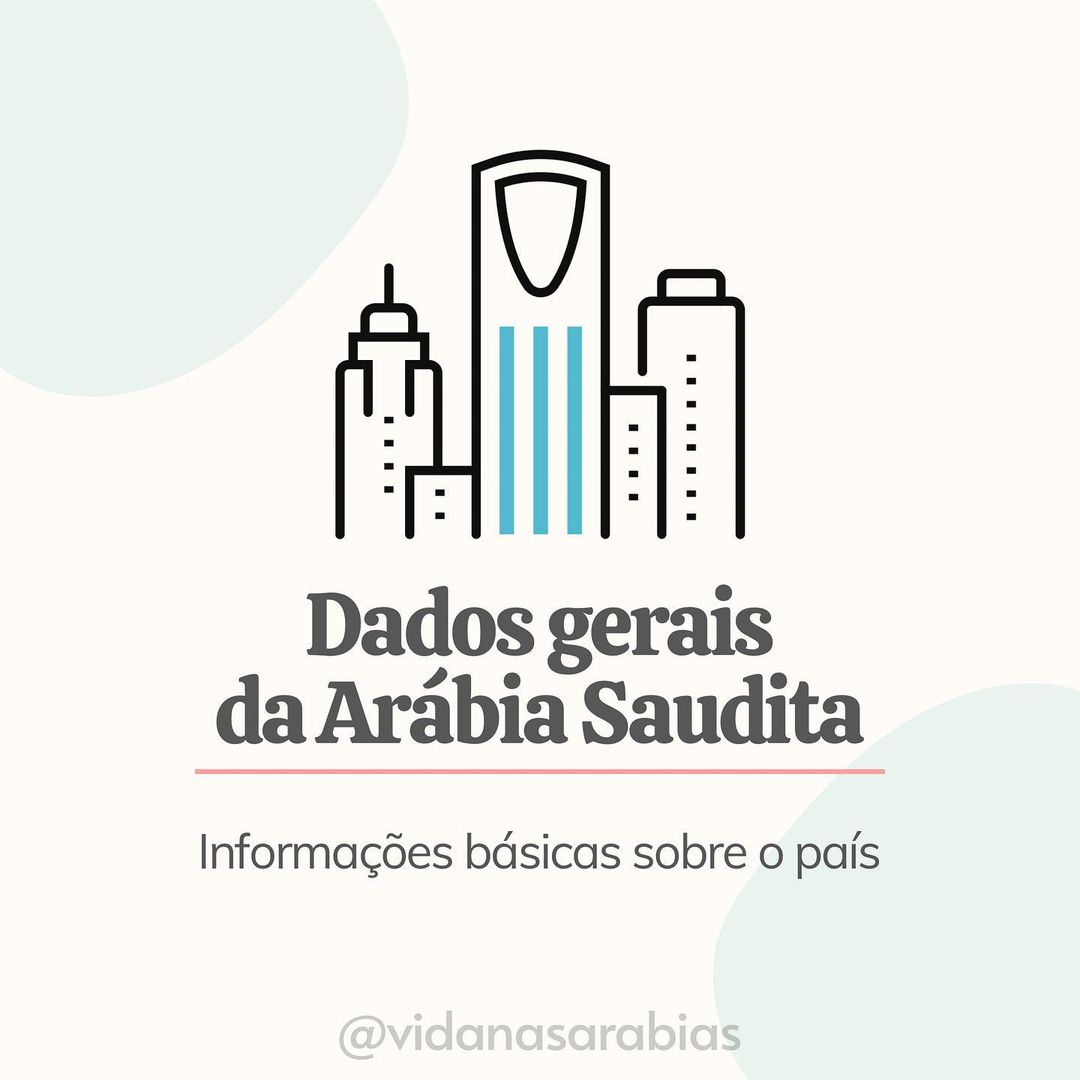 Dados gerais
da Arábia Saudita
Informações básicas sobre o país
@vidanasarabias